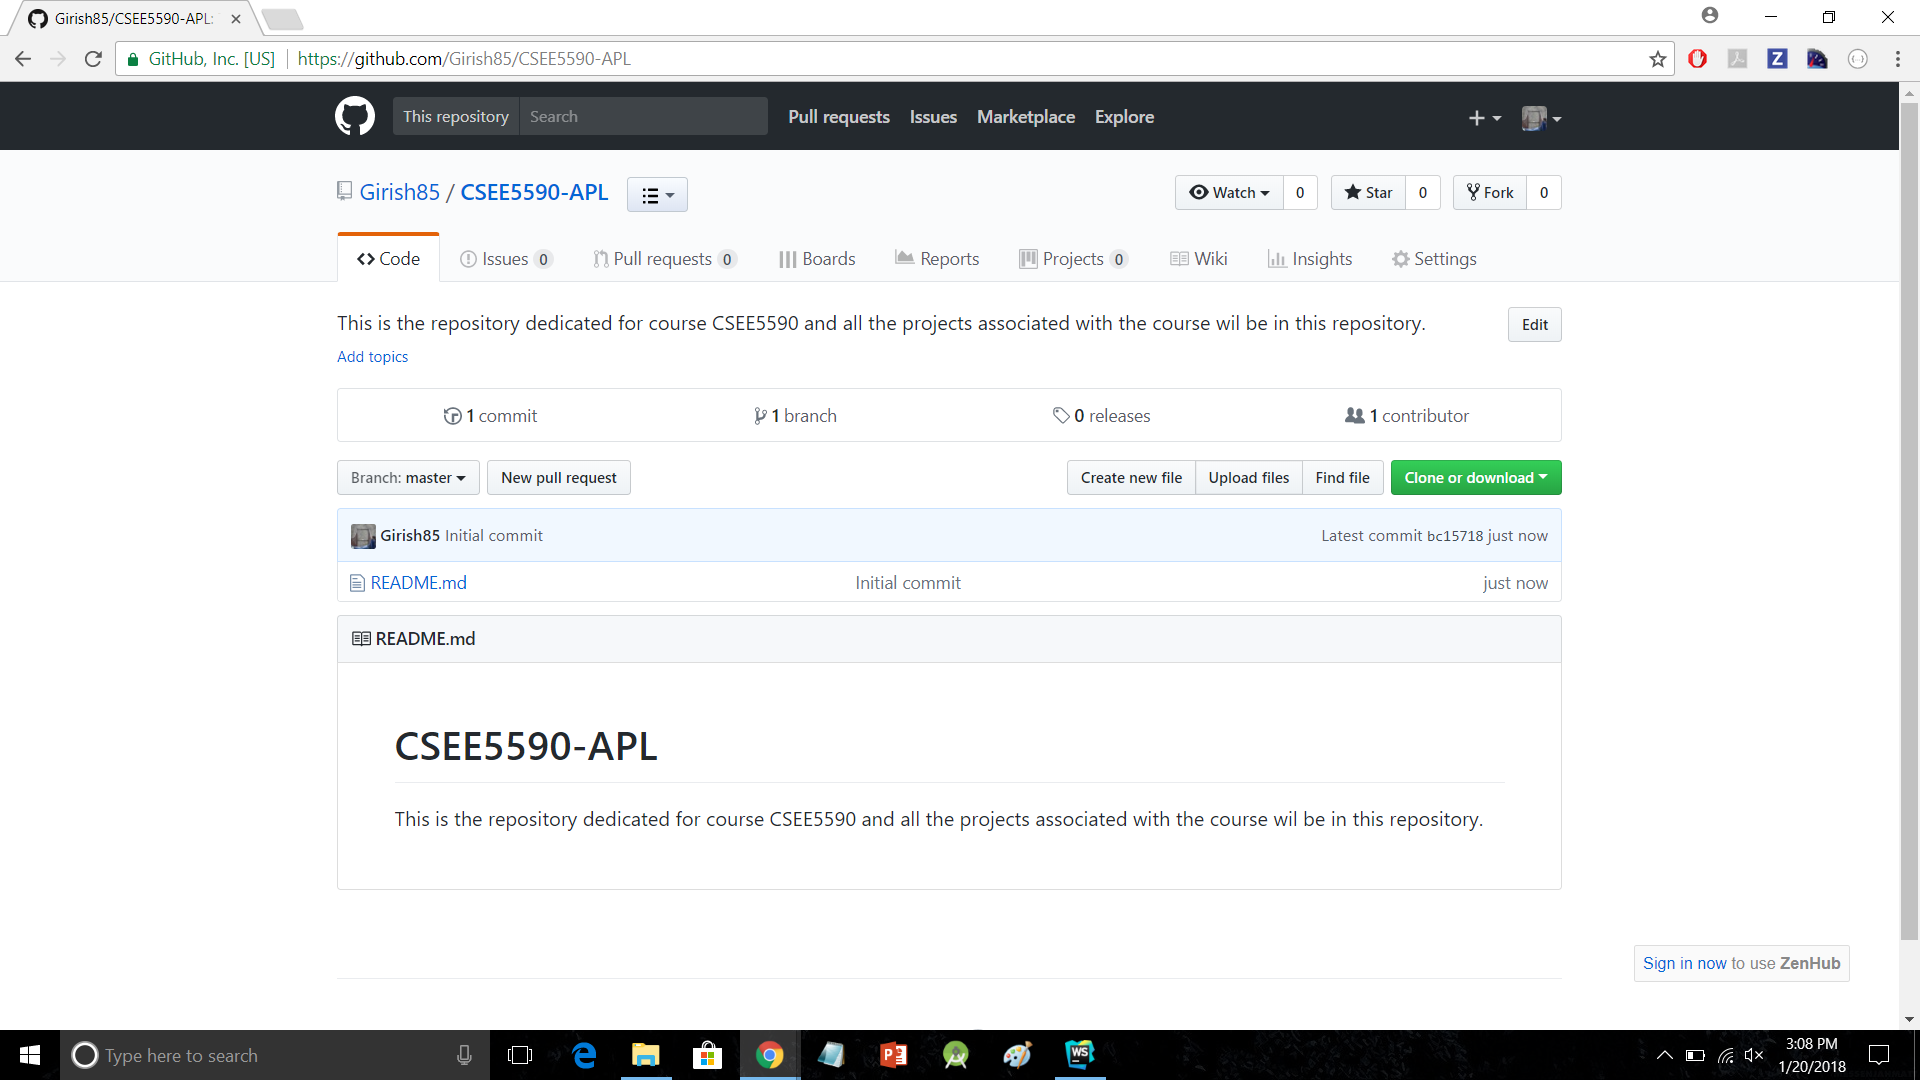 Girish85/CSEE5590-APL:
GitHub, Inc. [US] https://github.com/Girish85/CSEE5590-APL
This repository Search Pull requests Issues Marketplace Explore
Girish85 / CSEE5590-APL
Watch 0 Star 0 Fork 0
Code Issues 0 Pull requests 0 Boards Reports Projects 0 Wiki Insights Settings
This is the repository dedicated for course CSEE5590 and all the projects associated with the course wil be in this repository.
Edit
Add topics
1 commit 1 branch 0 releases 1 contributor
Branch: master New pull request Create new file Upload files Find file Clone or download
Girish85 Initial commit Latest commit bc15718 just now
README.md Initial commit just now
README.md
CSEE5590-APL
This is the repository dedicated for course CSEE5590 and all the projects associated with the course wil be in this repository.
Sign in now to use ZenHub
Type here to search
3:08 PM
1/20/2018